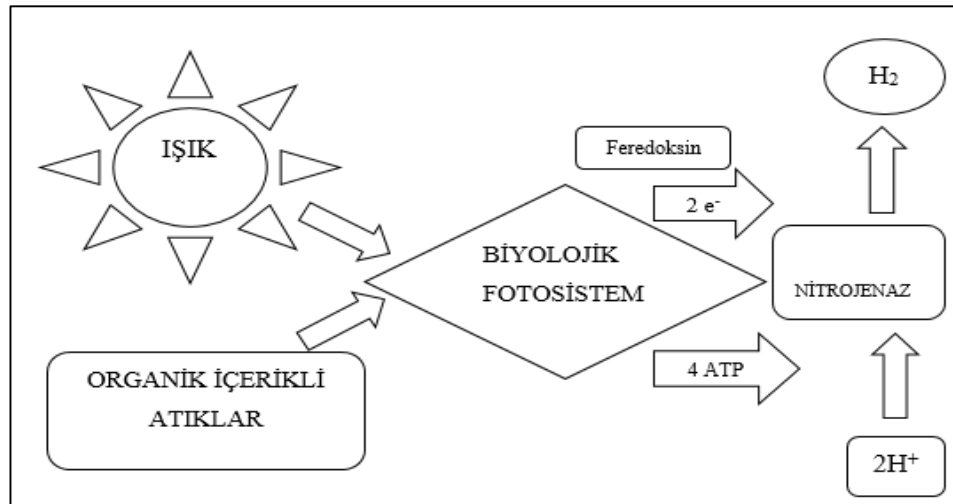 IŞIK
ORGANİK İÇERİKLİ
ATIKLAR
BİYOLOJİK
FOTOSİSTEM
Feredoksin
2 e⁻
4 ATP
H₂
NİTROJENAZ
2H⁺